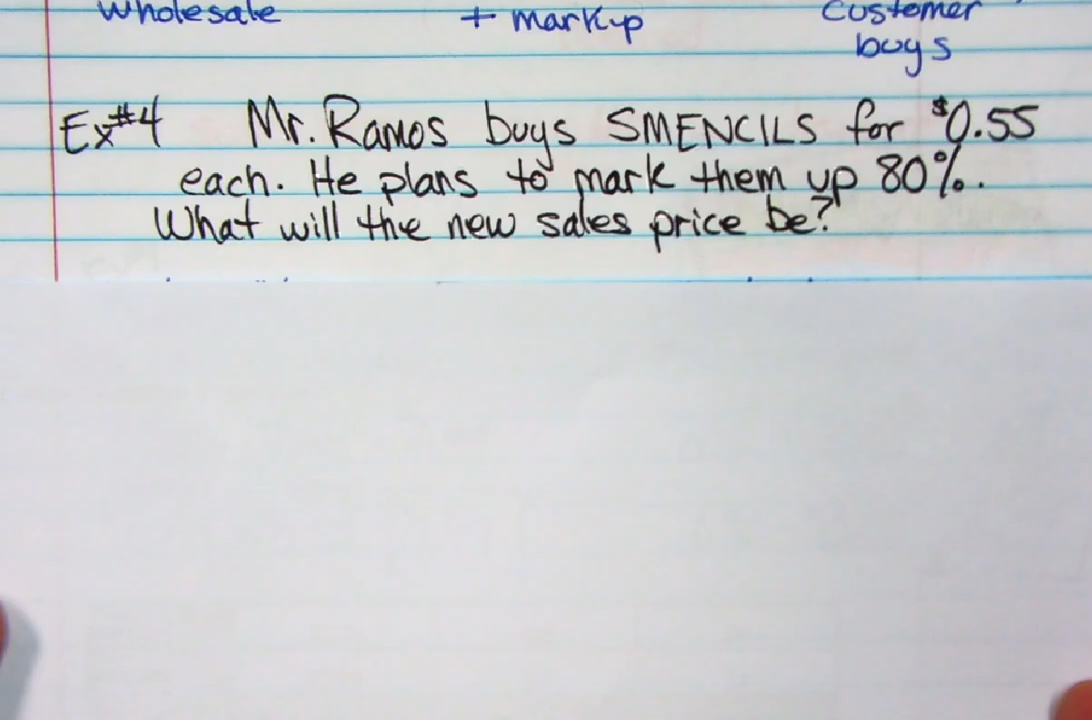 wholesale + markup customer
buys
Ex#4 Mr. Ramos buys SMENCILS for $0.55
each. He plans to mark them up 80%.
What will the new sales price be?